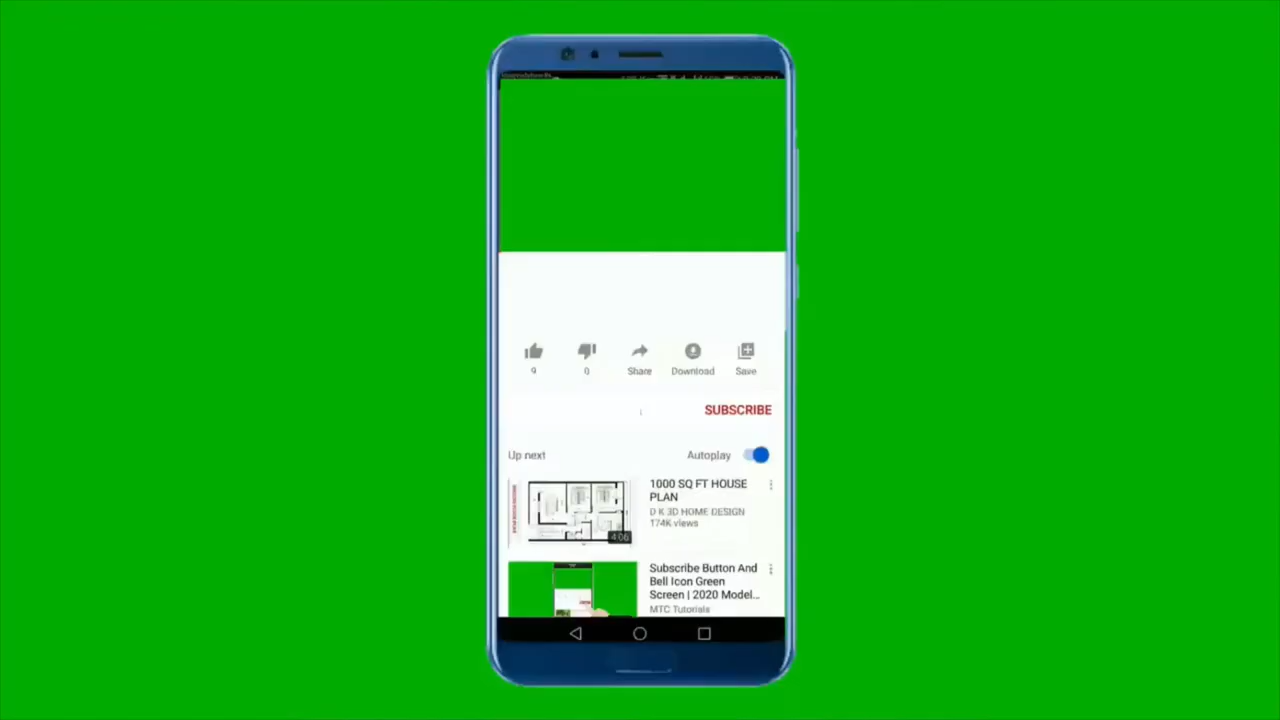 9
0
Share
Download
Save
SUBSCRIBE
Up next
Autoplay
1000 SQ FT HOUSE
PLAN
D K 3D HOME DESIGN
174K views
4:06
Subscribe Button And
Bell Icon Green
Screen | 2020 Model...
MTC Tutorials